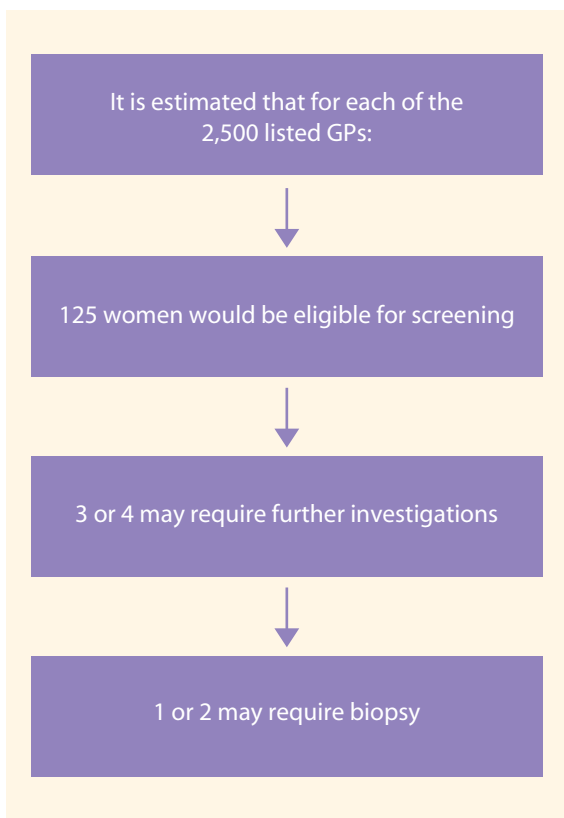 It is estimated that for each of the
2,500 listed GPs:
125 women would be eligible for screening
3 or 4 may require further investigations
1 or 2 may require biopsy